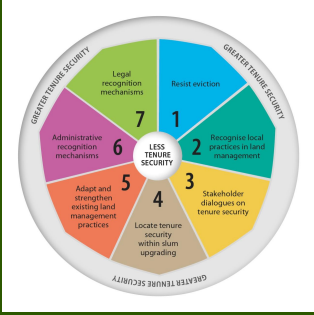 GREATER TENURE SECURITY
GREATER TENURE SECURITY
GREATER TENURE SECURITY
LESS
TENURE
SECURITY
1
Resist eviction
2
Recognise local
practices in land
management
3
Stakeholder
dialogues on
tenure security
4
Locate tenure
security
within slum
upgrading
5
Adapt and
strengthen
existing land
management
practices
6
Administrative
recognition
mechanisms
7
Legal
recognition
mechanisms